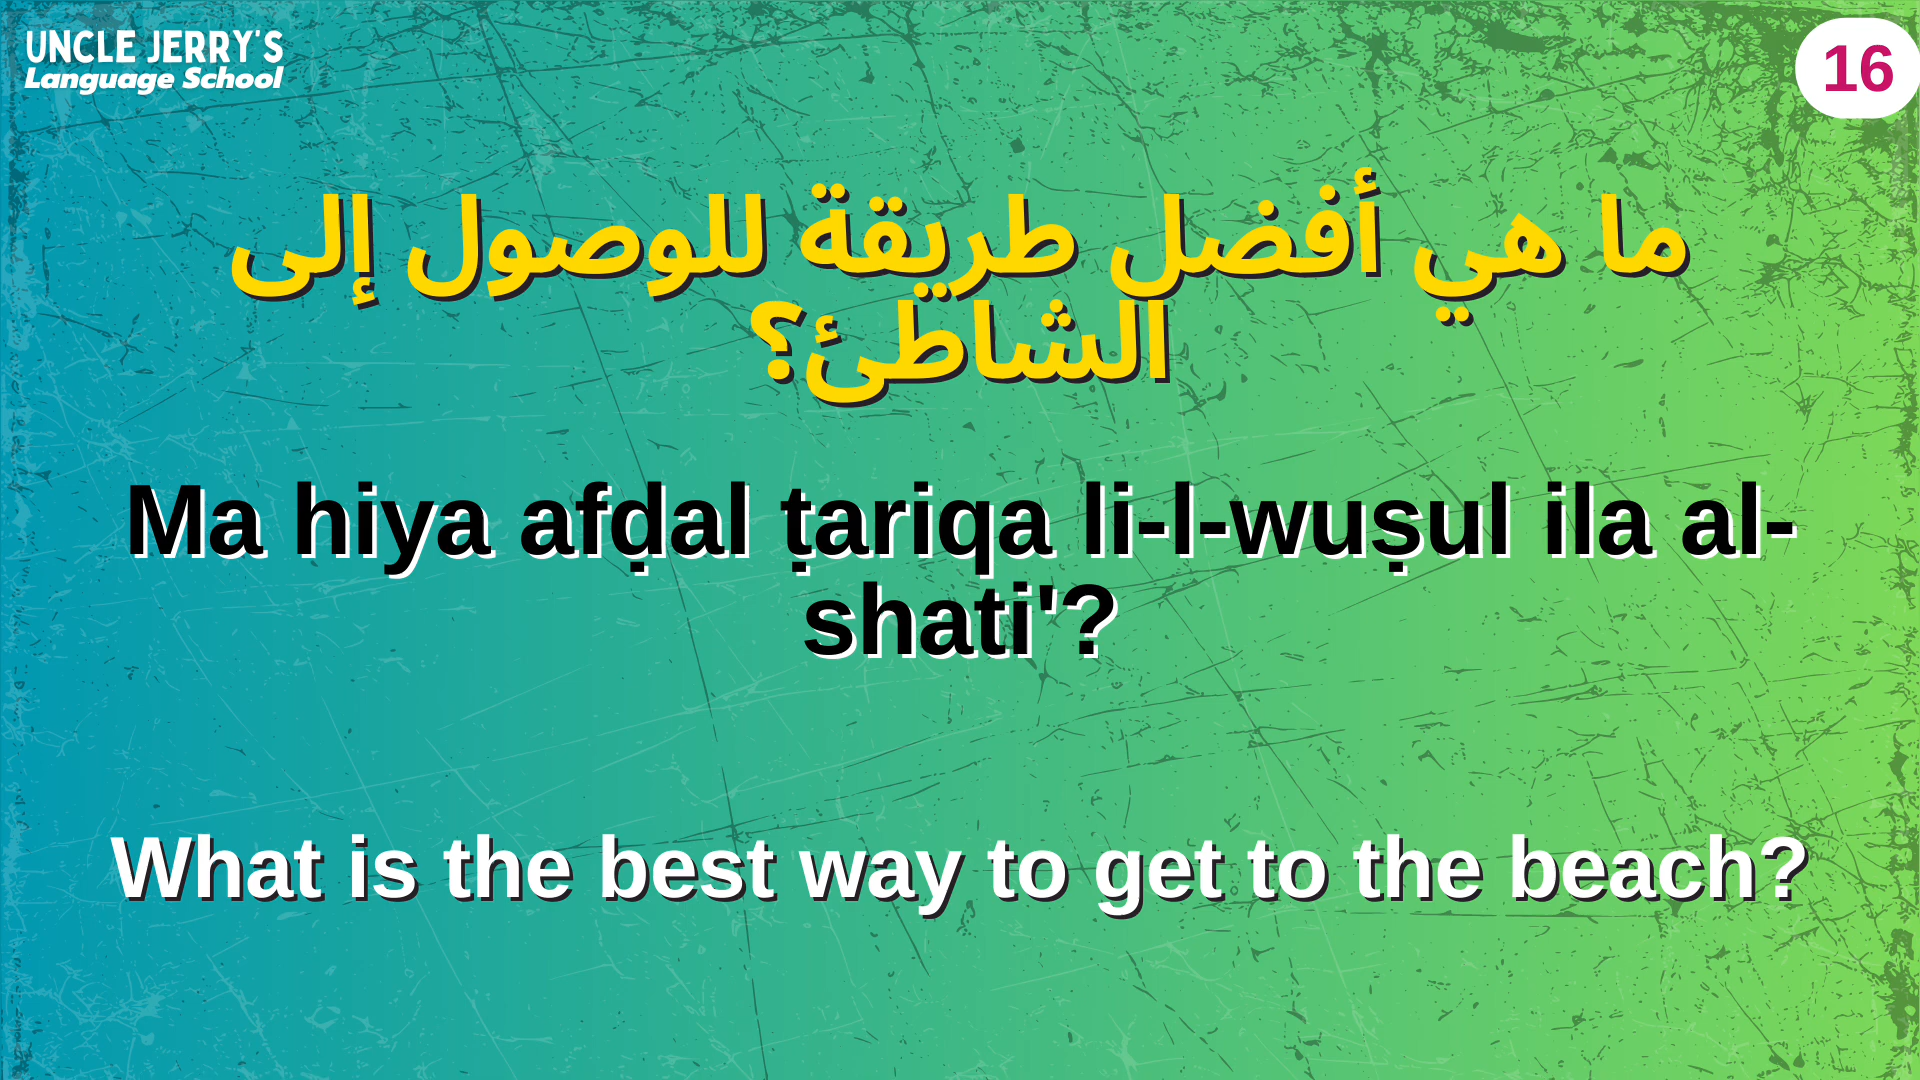 UNCLE JERRY'S
Language School
16
ما هي أفضل طريقة للوصول إلى
الشاطئ؟
Ma hiya afḍal ṭariqa li-l-wuṣul ila al-
shati'?
What is the best way to get to the beach?